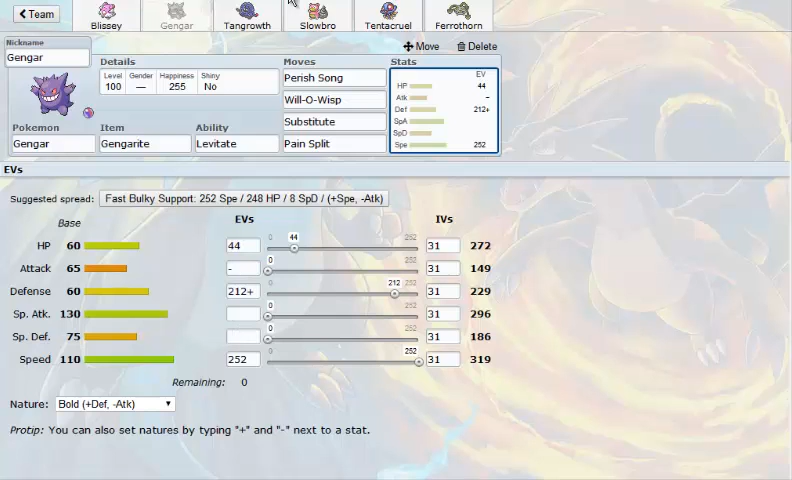 Team
Blissey Gengar Tangrowth Slowbro Tentacruel Ferrothorn
Move Delete
Nickname
Gengar
Details
Level Gender Happiness Shiny
100 — 255 No
Moves
Perish Song
Will-O-Wisp
Substitute
Pain Split
Stats
EV
HP 44
Atk -
Def 212+
SpA
SpD
Spe 252
Pokemon Item Ability
Gengar Gengarite Levitate
EVs
Suggested spread: Fast Bulky Support: 252 Spe / 248 HP / 8 SpD / (+Spe, -Atk)
Base EVs IVs
HP 60 44 0 44 252 31 272
Attack 65 - 0 252 31 149
Defense 60 212+ 0 212 252 31 229
Sp. Atk. 130 0 252 31 296
Sp. Def. 75 0 252 31 186
Speed 110 252 0 252 31 319
Remaining: 0
Nature: Bold (+Def, -Atk)
Protip: You can also set natures by typing "+" and "-" next to a stat.